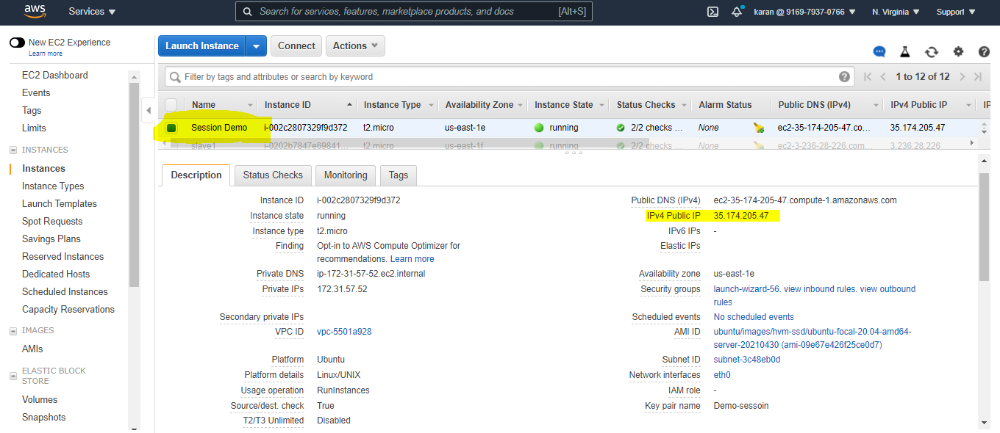 aws
Services
Search for services, features, marketplace products, and docs [Alt+S]
karan @ 9169-7937-0766
N. Virginia
Support
New EC2 Experience
Learn more
EC2 Dashboard
Events
Tags
Limits
INSTANCES
Instances
Instance Types
Launch Templates
Spot Requests
Savings Plans
Reserved Instances
Dedicated Hosts
Scheduled Instances
Capacity Reservations
IMAGES
AMIs
ELASTIC BLOCK
STORE
Volumes
Snapshots
Launch Instance Connect Actions
Filter by tags and attributes or search by keyword
1 to 12 of 12
Name Instance ID Instance Type Availability Zone Instance State Status Checks Alarm Status Public DNS (IPv4) IPv4 Public IP IP
Session Demo i-002c2807329f9d372 t2.micro us-east-1e running 2/2 checks ... None ec2-35-174-205-47.co... 35.174.205.47
slave1 i-0202b7847e69841... t2.micro us-east-1f running 2/2 checks ... None ec2-3-236-28-226.com... 3.236.28.226
Description Status Checks Monitoring Tags
Instance ID i-002c2807329f9d372
Instance state running
Instance type t2.micro
Finding Opt-in to AWS Compute Optimizer for
recommendations. Learn more
Private DNS ip-172-31-57-52.ec2.internal
Private IPs 172.31.57.52
Secondary private IPs
VPC ID vpc-5501a928
Platform Ubuntu
Platform details Linux/UNIX
Usage operation RunInstances
Source/dest. check True
T2/T3 Unlimited Disabled
Public DNS (IPv4) ec2-35-174-205-47.compute-1.amazonaws.com
IPv4 Public IP 35.174.205.47
IPv6 IPs -
Elastic IPs
Availability zone us-east-1e
Security groups launch-wizard-56. view inbound rules. view outbound
rules
Scheduled events No scheduled events
AMI ID ubuntu/images/hvm-ssd/ubuntu-focal-20.04-amd64-
server-20210430 (ami-09e67e426f25ce0d7)
Subnet ID subnet-3c48eb0d
Network interfaces eth0
IAM role -
Key pair name Demo-sessoin